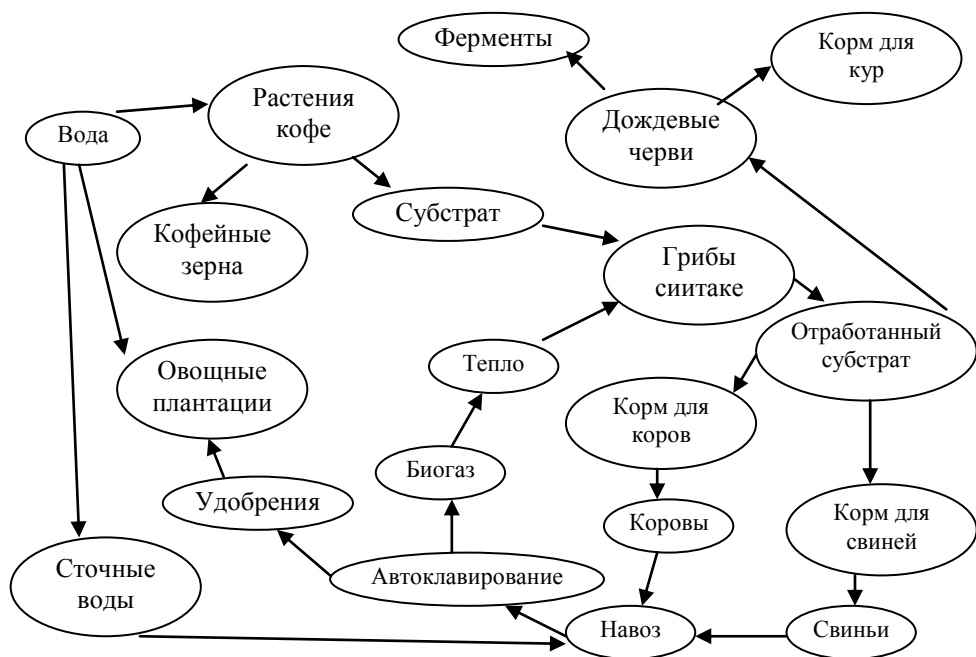 Ферменты
Корм для
кур
Растения
кофе
Вода
Дождевые
черви
Субстрат
Кофейные
зерна
Грибы
сиитаке
Отработанный
субстрат
Тепло
Овощные
плантации
Корм для
коров
Биогаз
Удобрения
Коровы
Корм для
свиней
Сточные
воды
Автоклавирование
Навоз
Свиньи